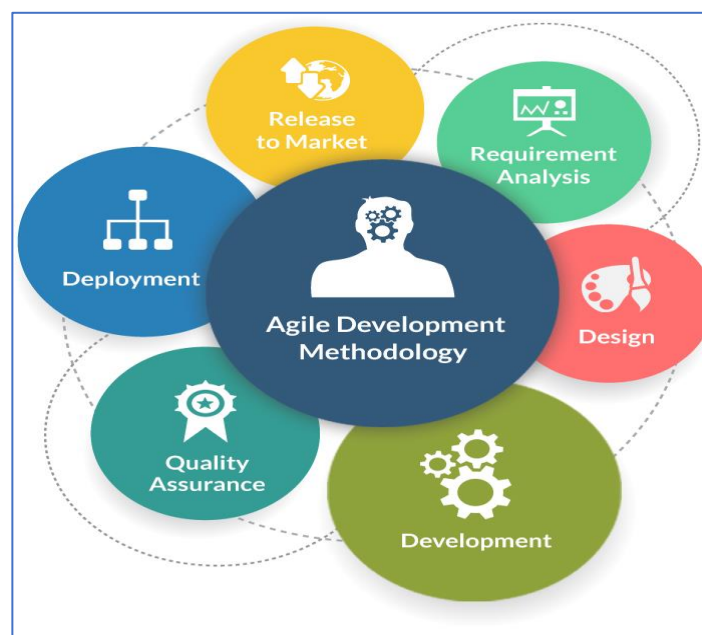 Release
to Market
Requirement
Analysis
Deployment
Agile Development
Methodology
Design
Quality
Assurance
Development